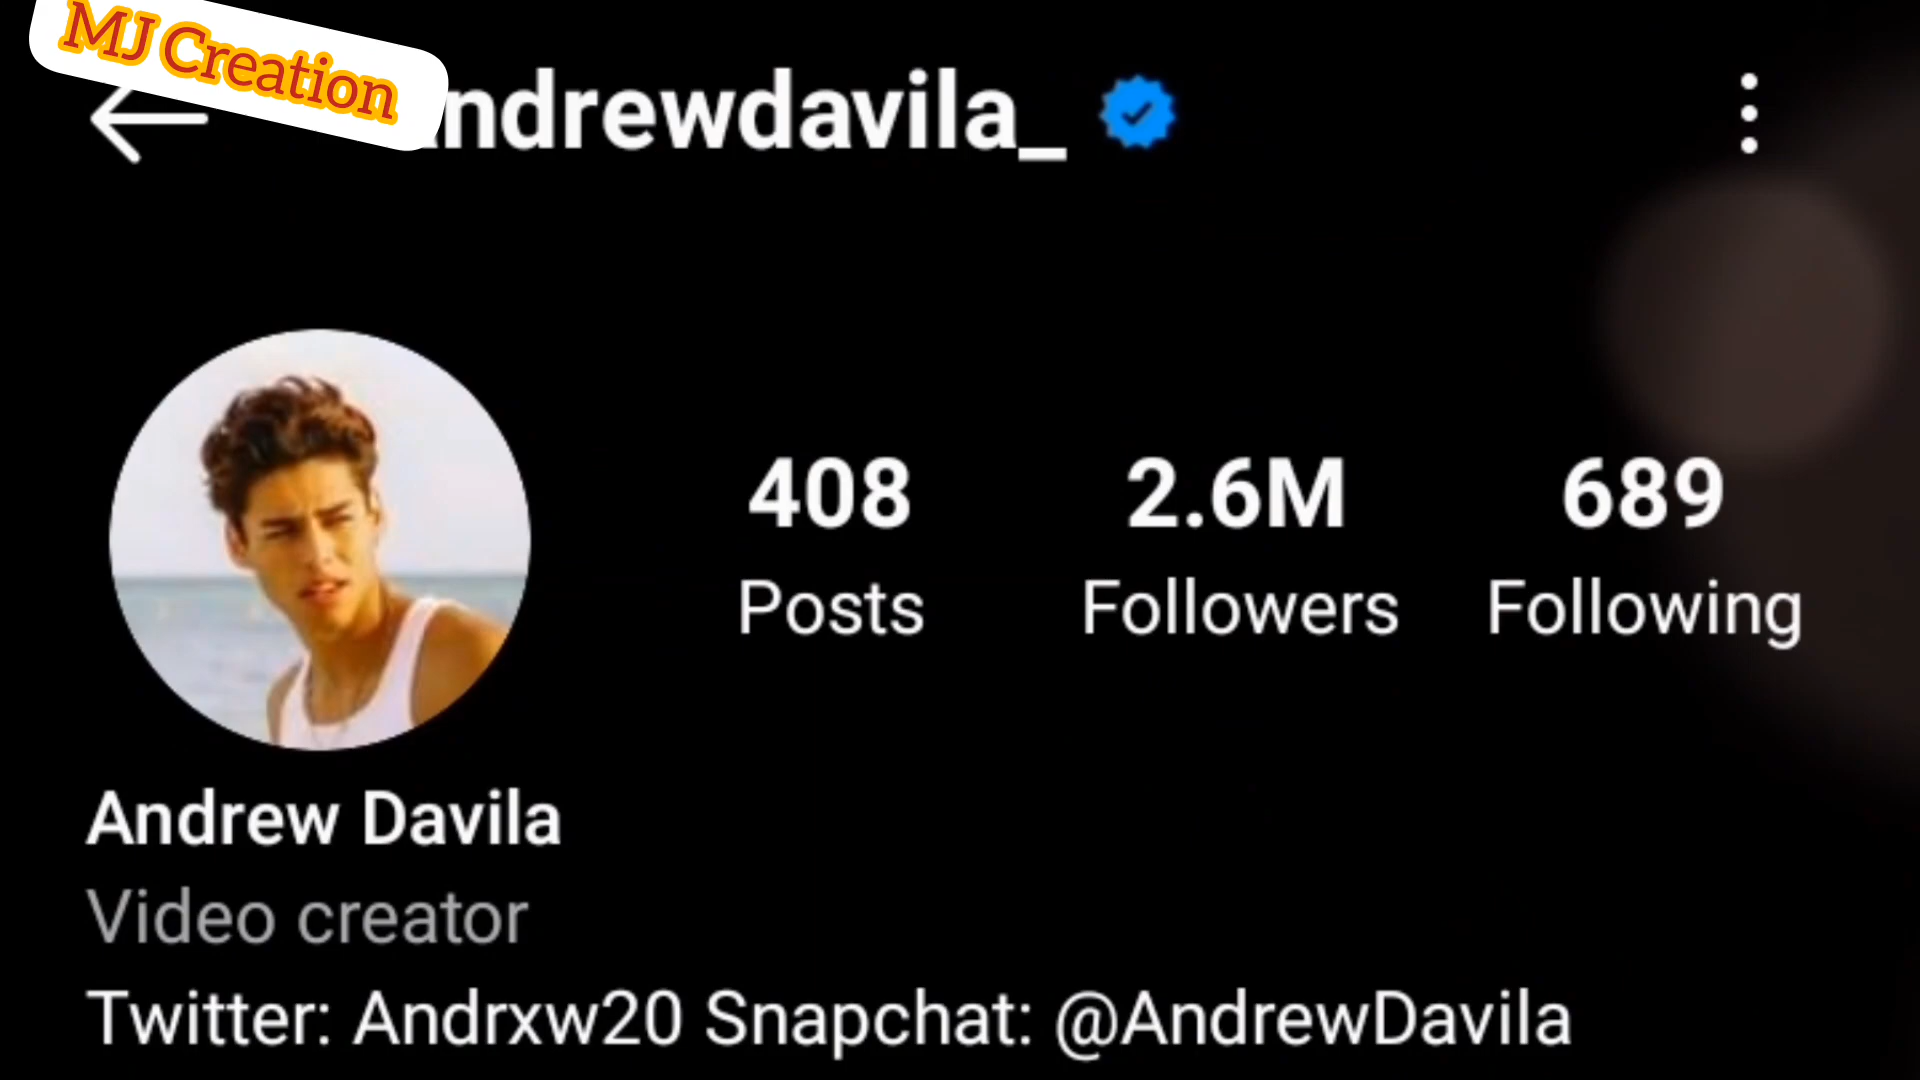 MJ Creation
ndrewdavila_
408 2.6M 689
Posts Followers Following
Andrew Davila
Video creator
Twitter: Andrxw20 Snapchat: @AndrewDavila